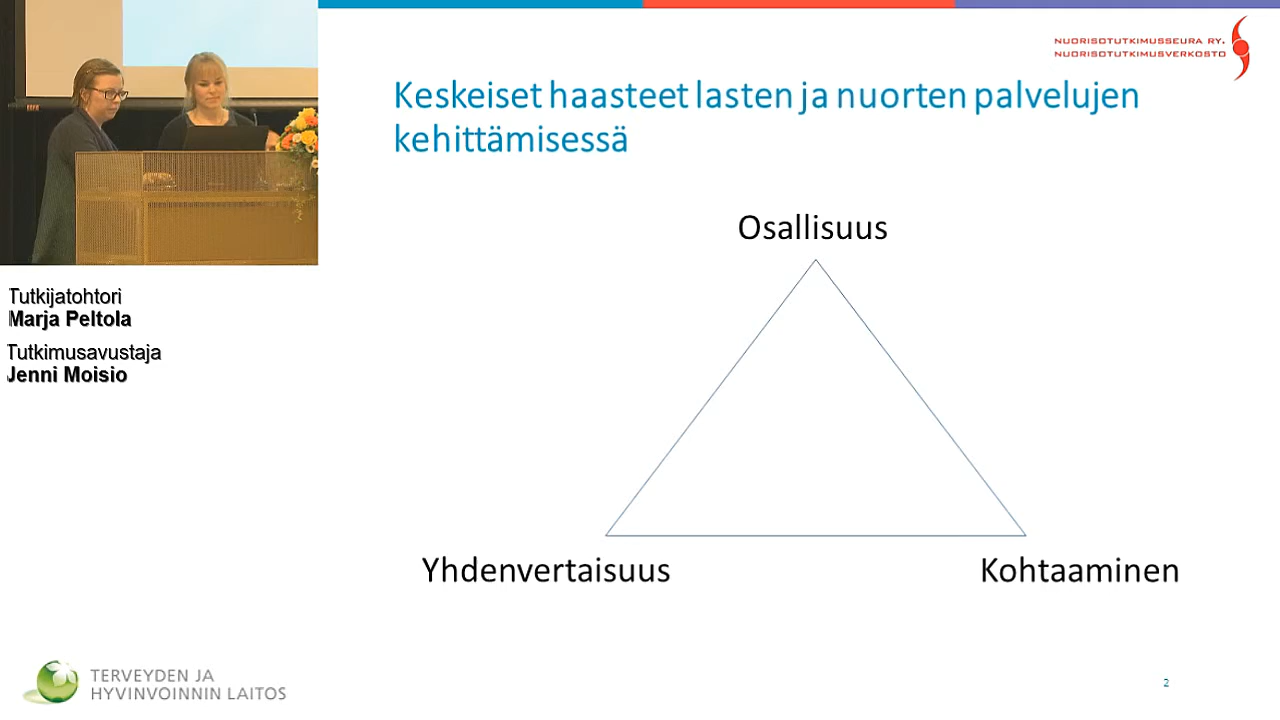 NUORISOTUTKIMUSSEURA RY.
NUORISOTUTKIMUSVERKOSTO
Keskeiset haasteet lasten ja nuorten palvelujen
kehittämisessä
Tutkijatohtori
Marja Peltola
Tutkimusavustaja
Jenni Moisio
Osallisuus
Yhdenvertaisuus
Kohtaaminen
TERVEYDEN JA
HYVINVOINNIN LAITOS
2